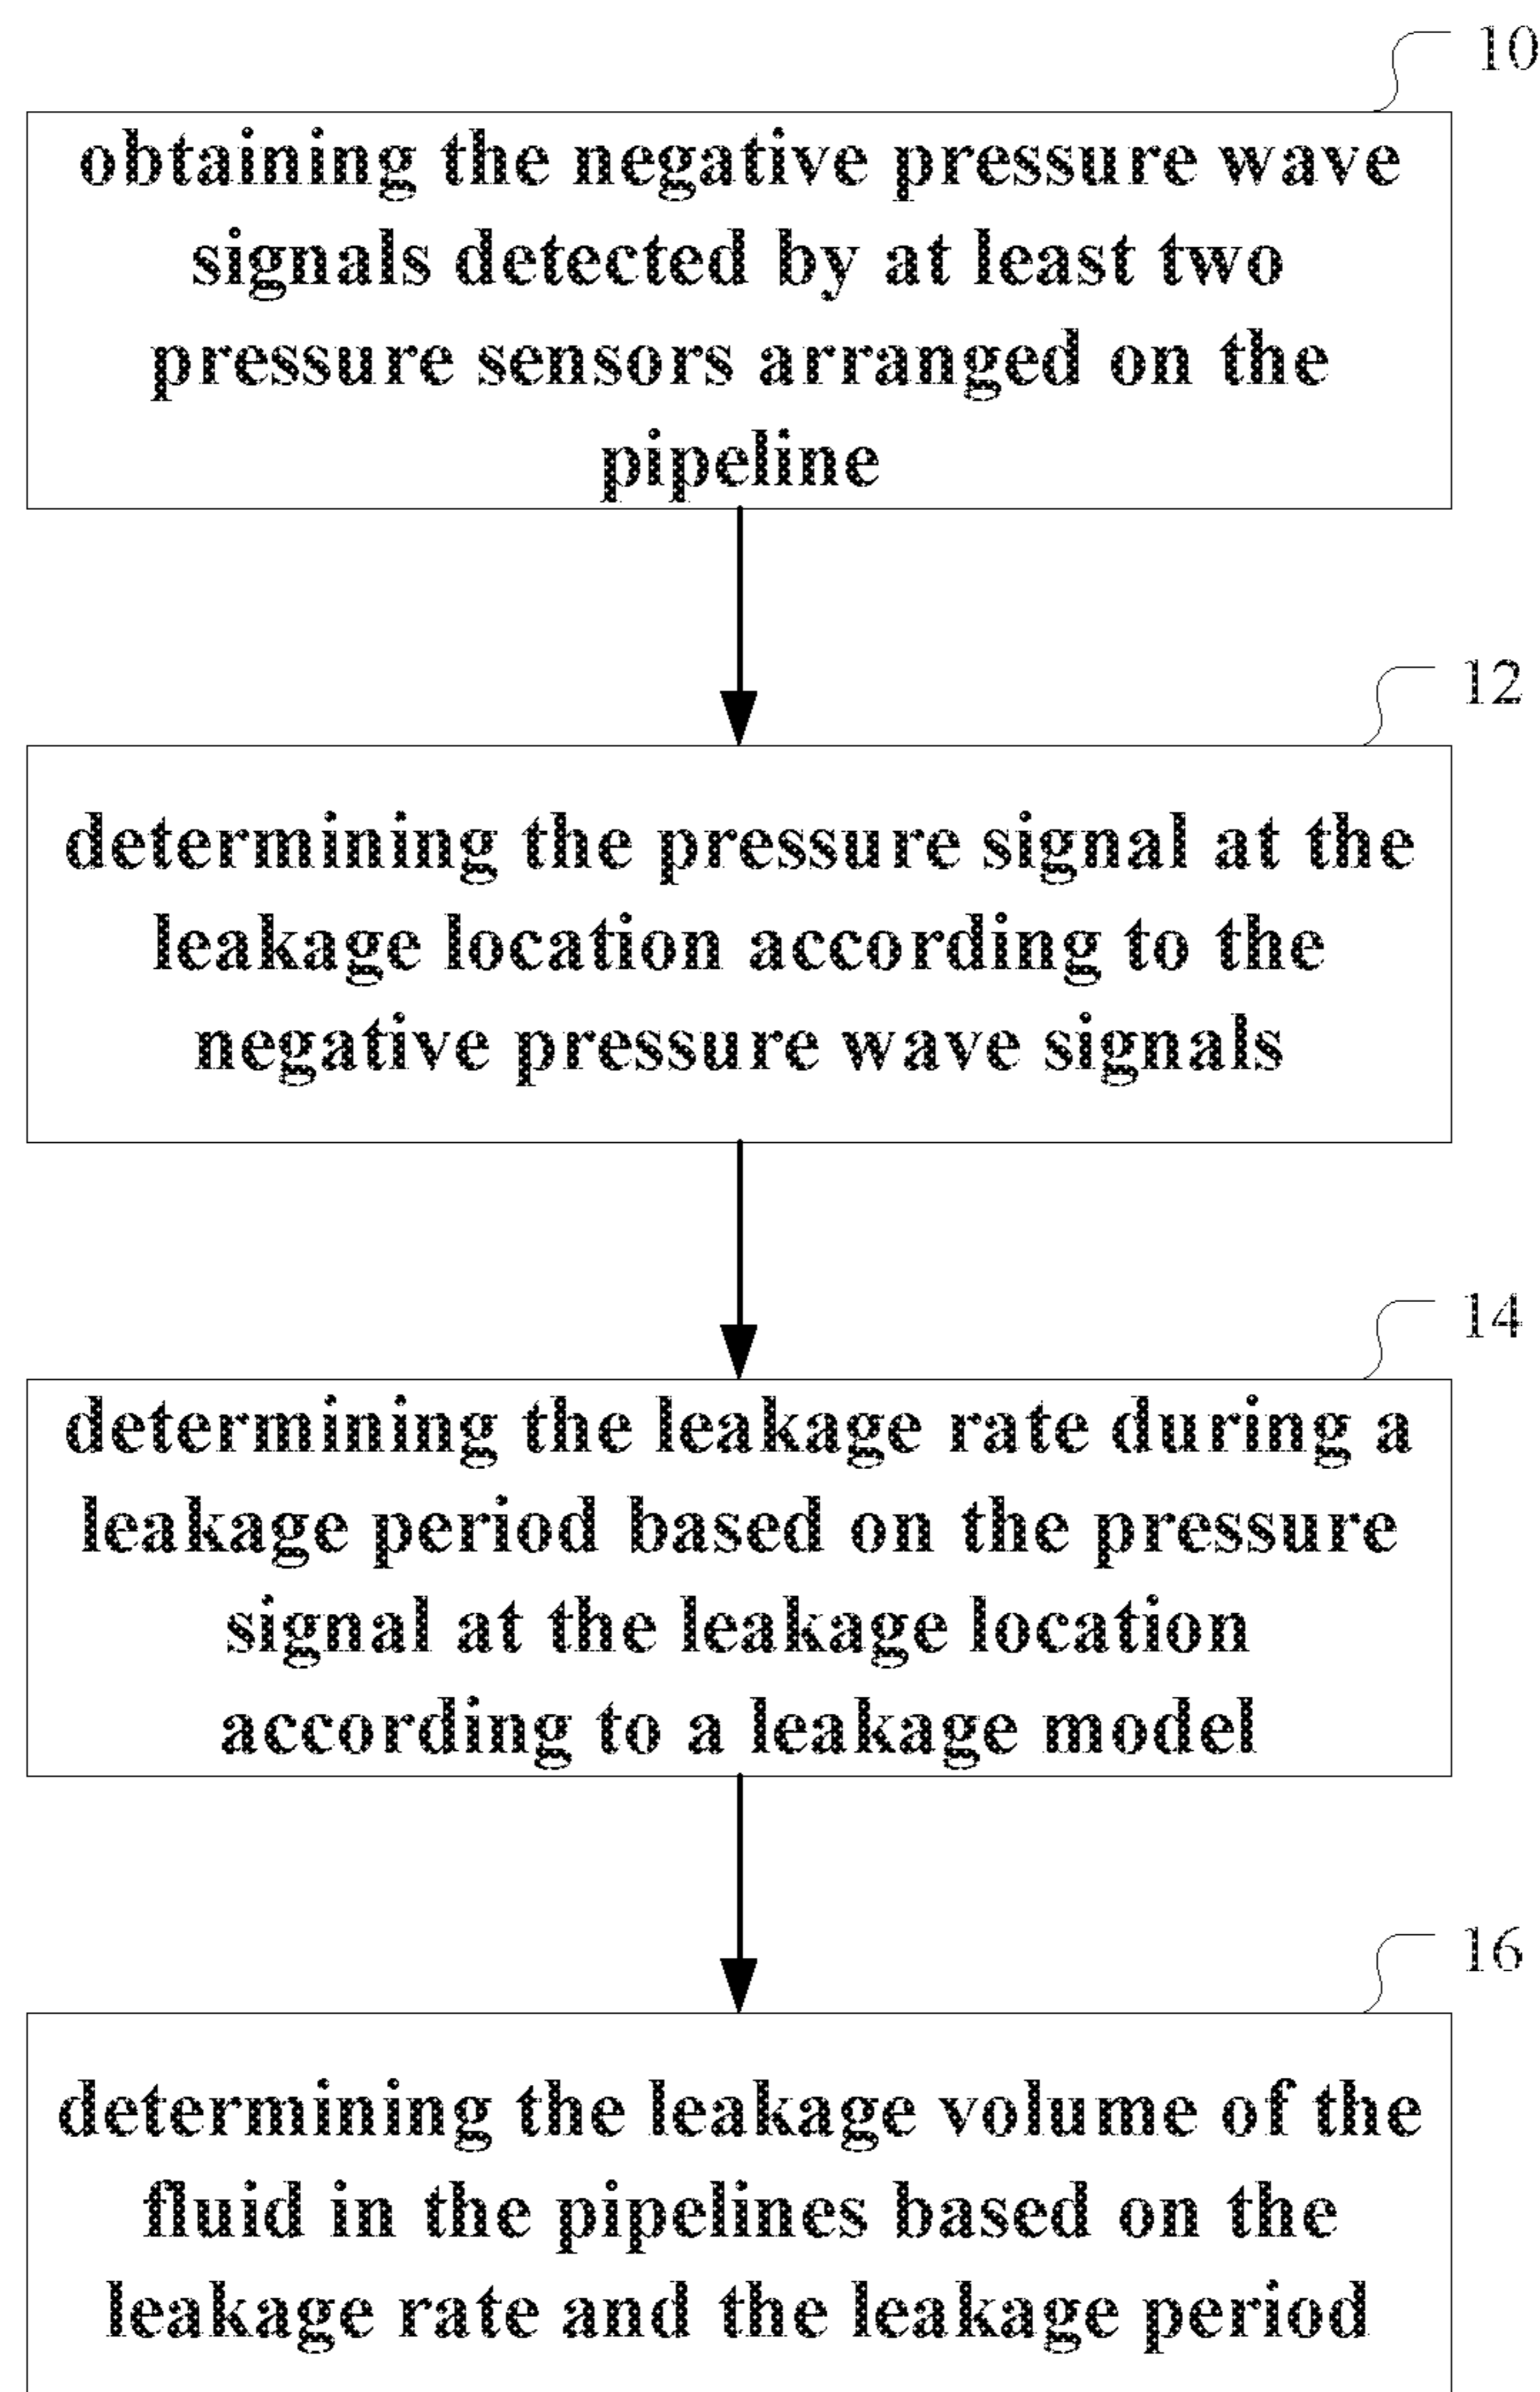 10
obtaining the negative pressure wave
signals detected by at least two
pressure sensors arranged on the
pipeline
12
determining the pressure signal at the
leakage location according to the
negative pressure wave signals
14
determining the leakage rate during a
leakage period based on the pressure
signal at the leakage location
according to a leakage model
16
determining the leakage volume of the
fluid in the pipelines based on the
leakage rate and the leakage period